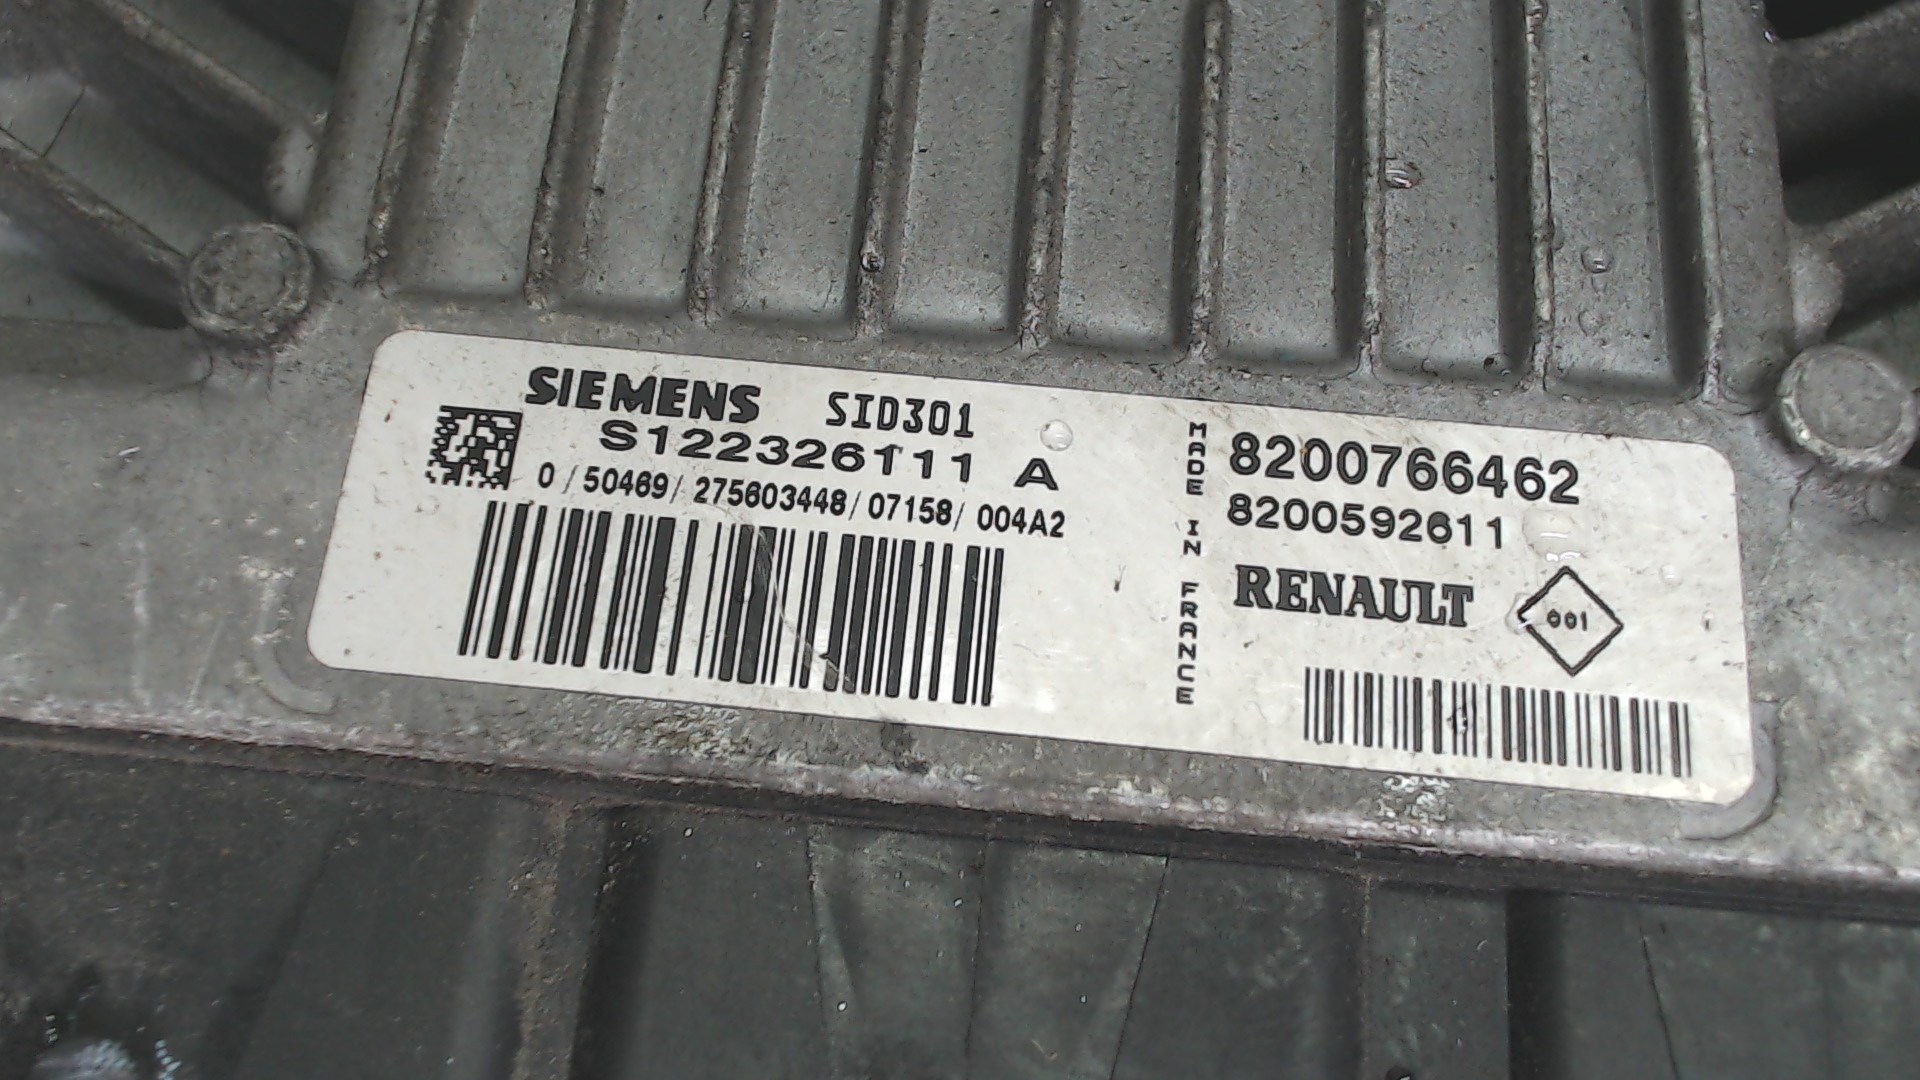 SIEMENS SID301
S122326111 A
0 / 50469 / 275603448 / 07158 / 004A2
MADE IN FRANCE
8200766462
8200592611
RENAULT 001